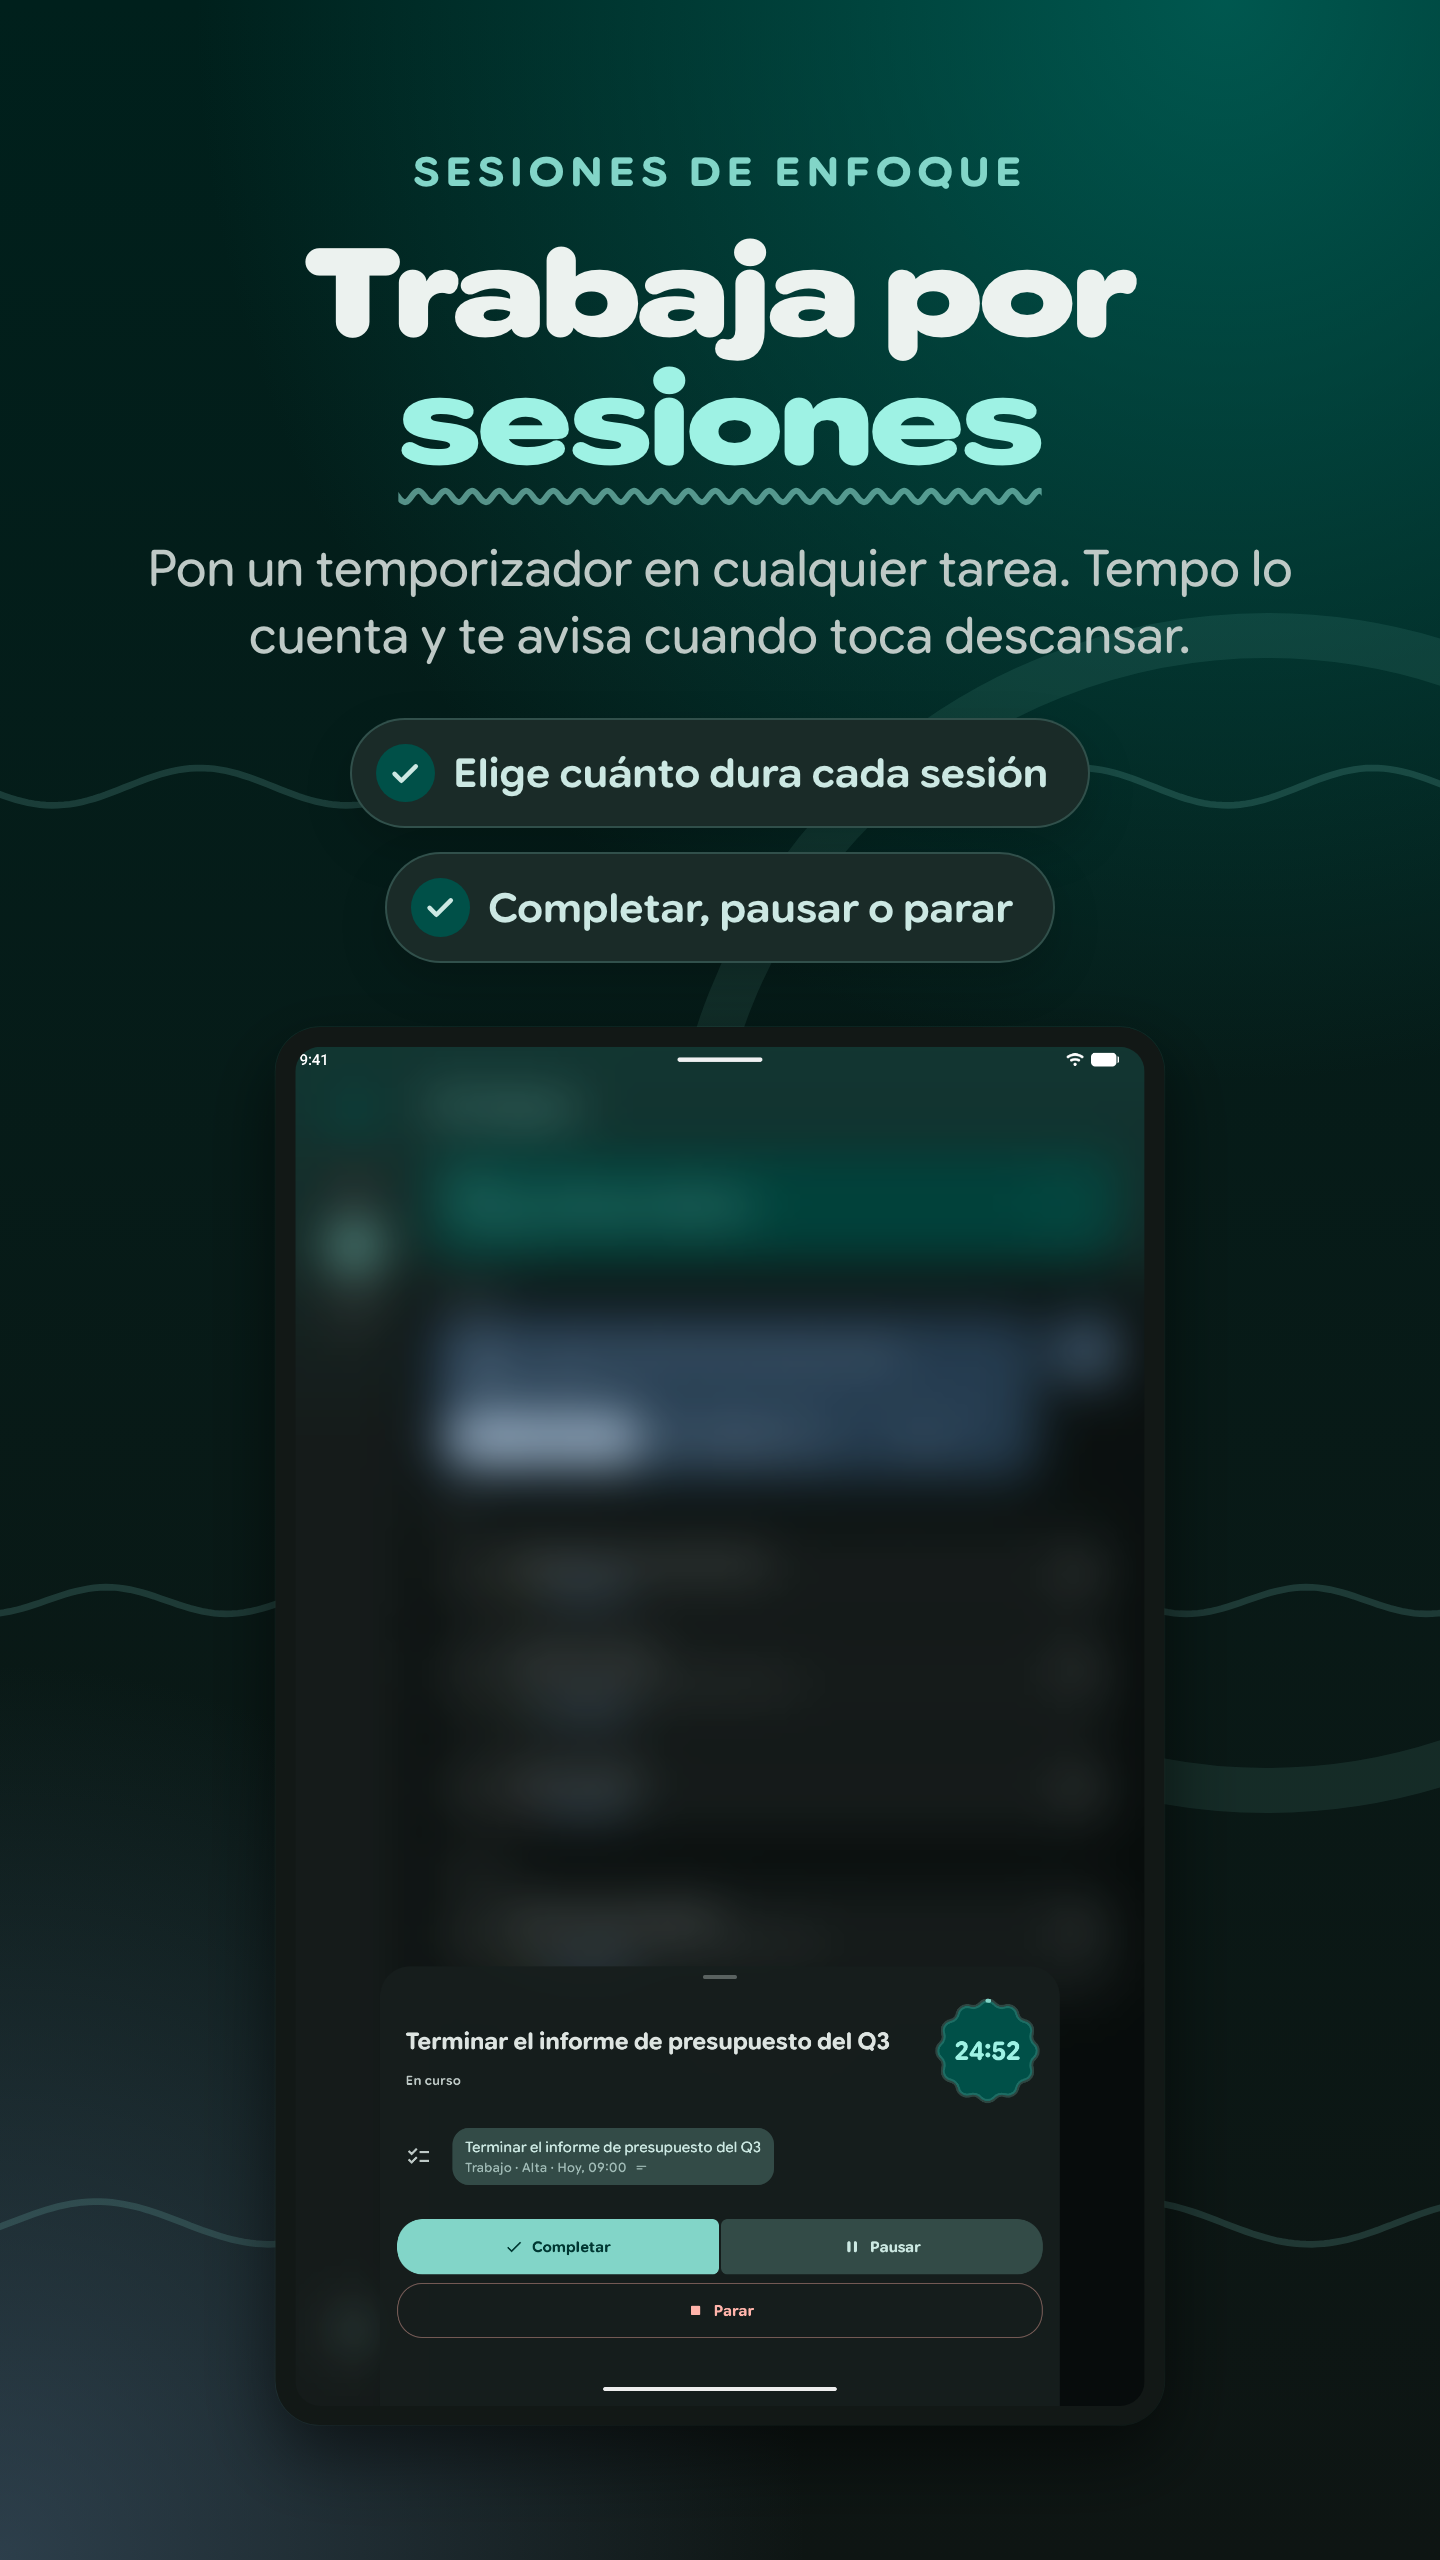 SESIONES DE ENFOQUE
Trabaja por
sesiones
Pon un temporizador en cualquier tarea. Tempo lo
cuenta y te avisa cuando toca descansar.
Elige cuánto dura cada sesión
Completar, pausar o parar
9:41
Terminar el informe de presupuesto del Q3
24:52
En curso
Terminar el informe de presupuesto del Q3
Trabajo · Alta · Hoy, 09:00
Completar
Pausar
Parar